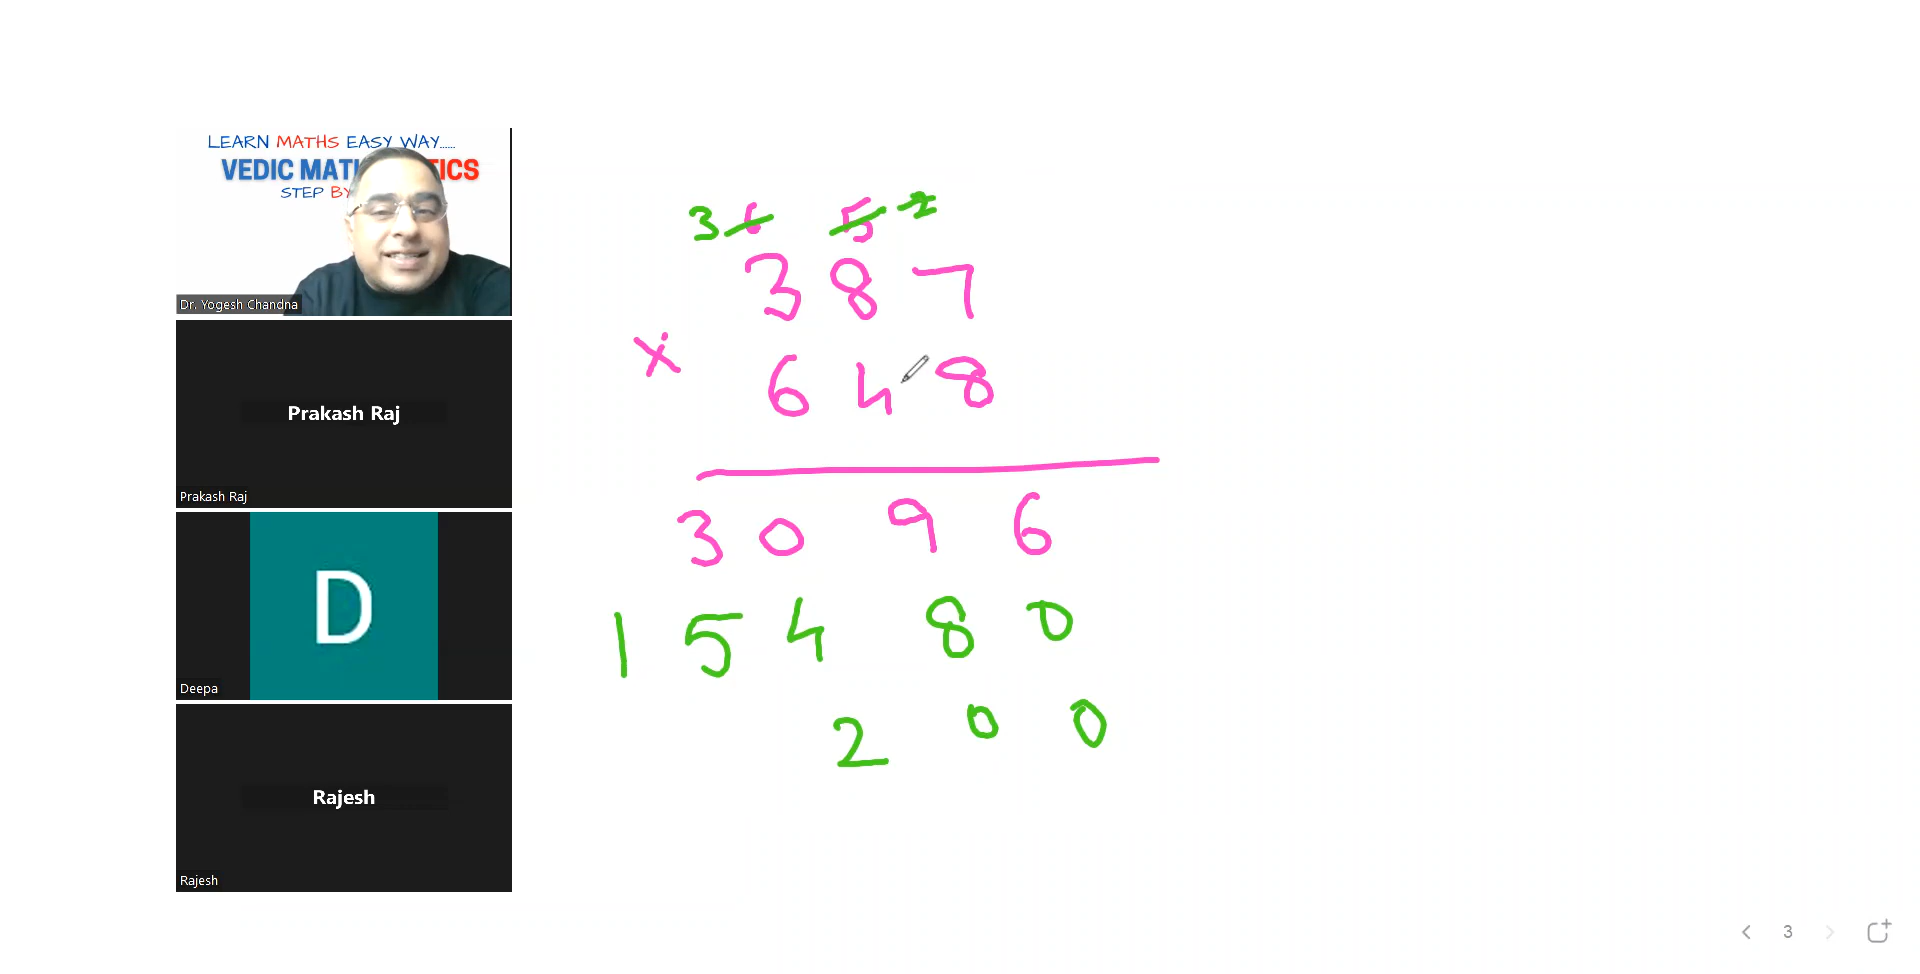 LEARN MATHS EASY WAY......
VEDIC
STEP BY
Dr. Yogesh Chandna
Prakash Raj
Prakash Raj
D
Deepa
Rajesh
Rajesh
3 6 5 2
3 8 7
× 6 4 8
3 0 9 6
1 5 4 8 0
2 0 0
3